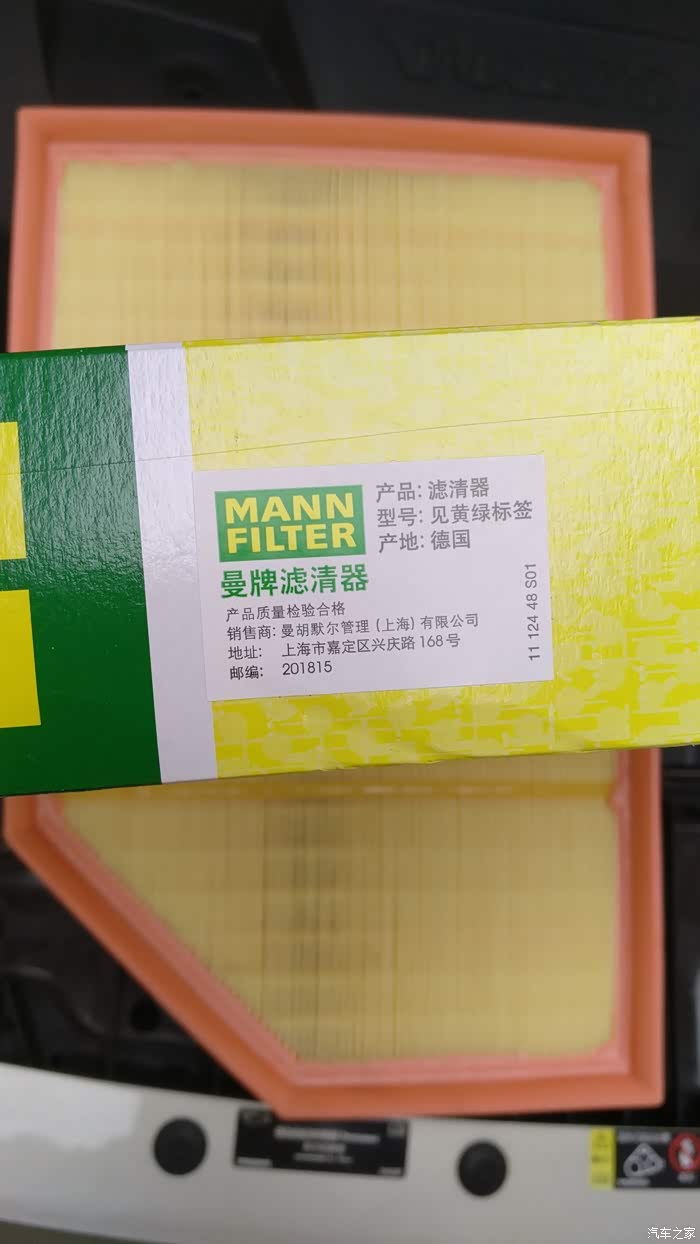 MANN
FILTER
曼牌滤清器
产品: 滤清器
型号: 见黄绿标签
产地: 德国
产品质量检验合格
销售商: 曼胡默尔管理 (上海) 有限公司
地址: 上海市嘉定区兴庆路168号
邮编: 201815
11 124 48 S01
汽车之家